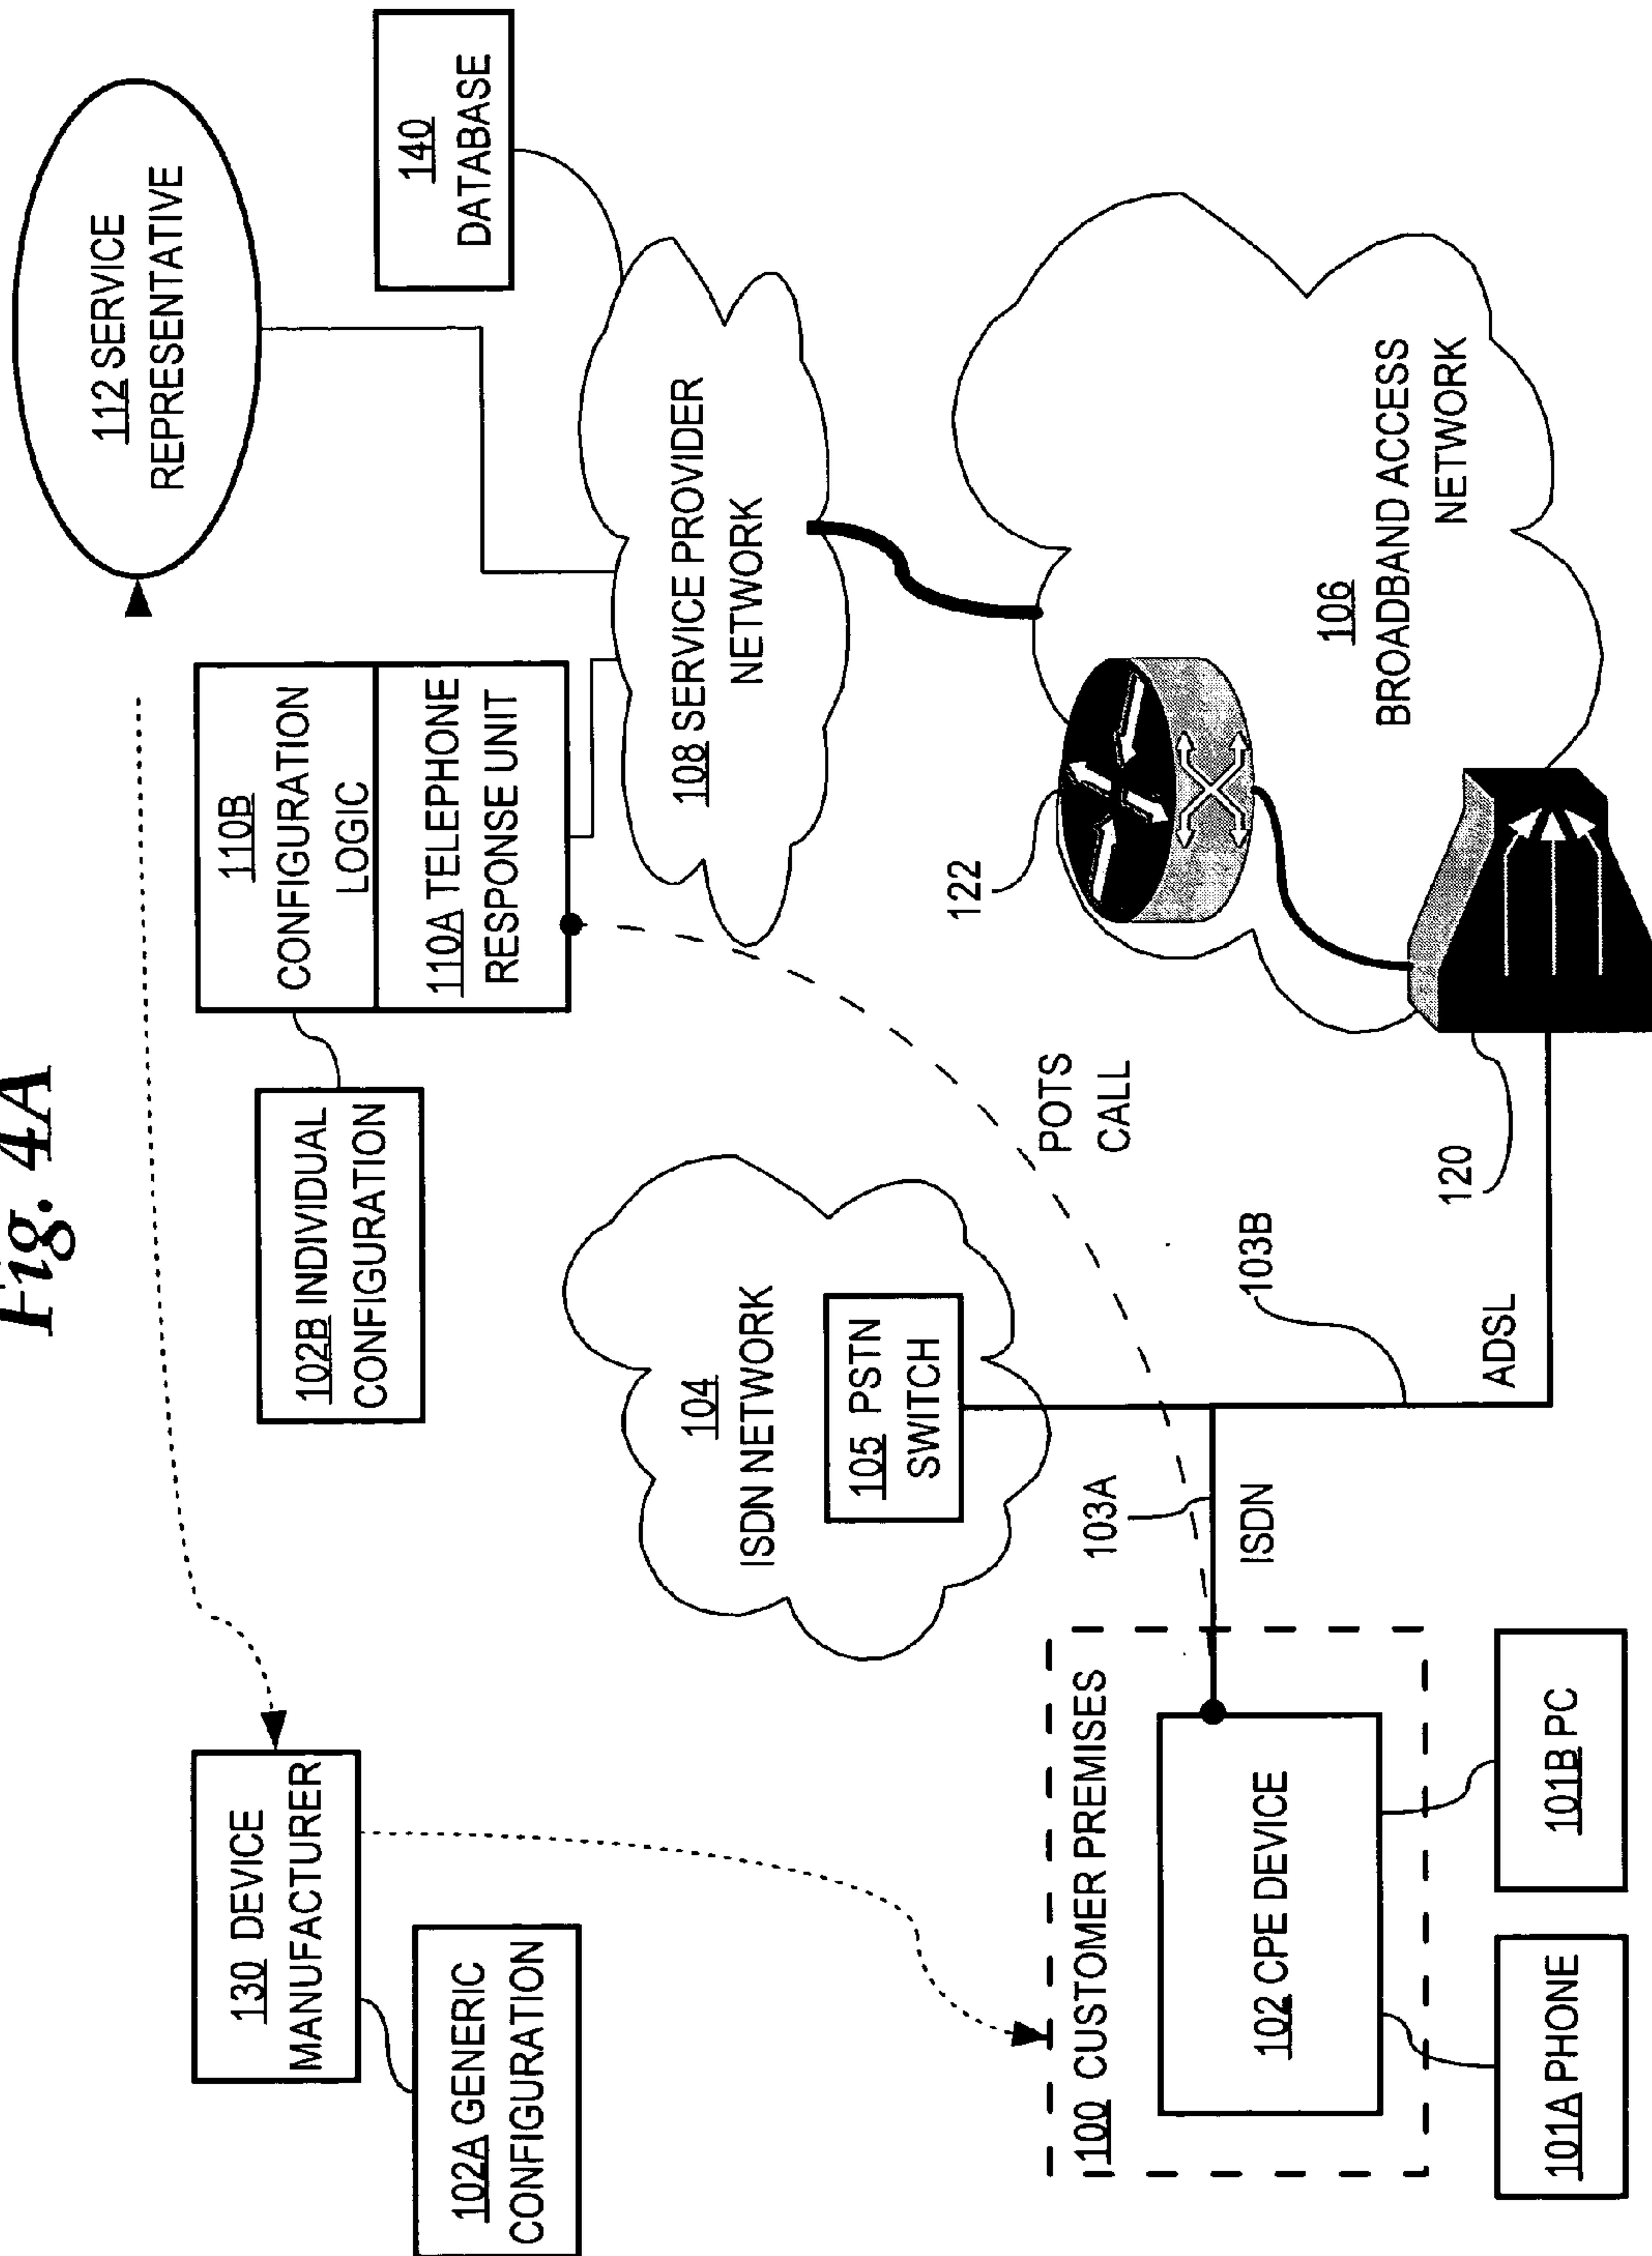 Fig. 4A
130 DEVICE
MANUFACTURER
102A GENERIC
CONFIGURATION
102B INDIVIDUAL
CONFIGURATION
110B
CONFIGURATION
LOGIC
110A TELEPHONE
RESPONSE UNIT
112 SERVICE
REPRESENTATIVE
140
DATABASE
108 SERVICE PROVIDER
NETWORK
104
ISDN NETWORK
105 PSTN
SWITCH
POTS
CALL
122
106
BROADBAND ACCESS
NETWORK
100 CUSTOMER PREMISES
102 CPE DEVICE
103A
ISDN
103B
ADSL
120
101A PHONE
101B PC